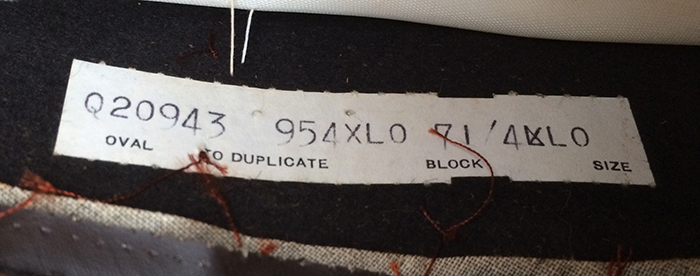 Q20943 954XLO 71/4XLO
OVAL TO DUPLICATE BLOCK SIZE